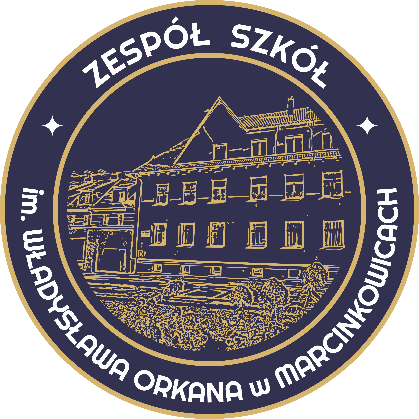 ZESPÓŁ SZKÓŁ
im. WŁADYSŁAWA ORKANA w MARCINKOWICACH